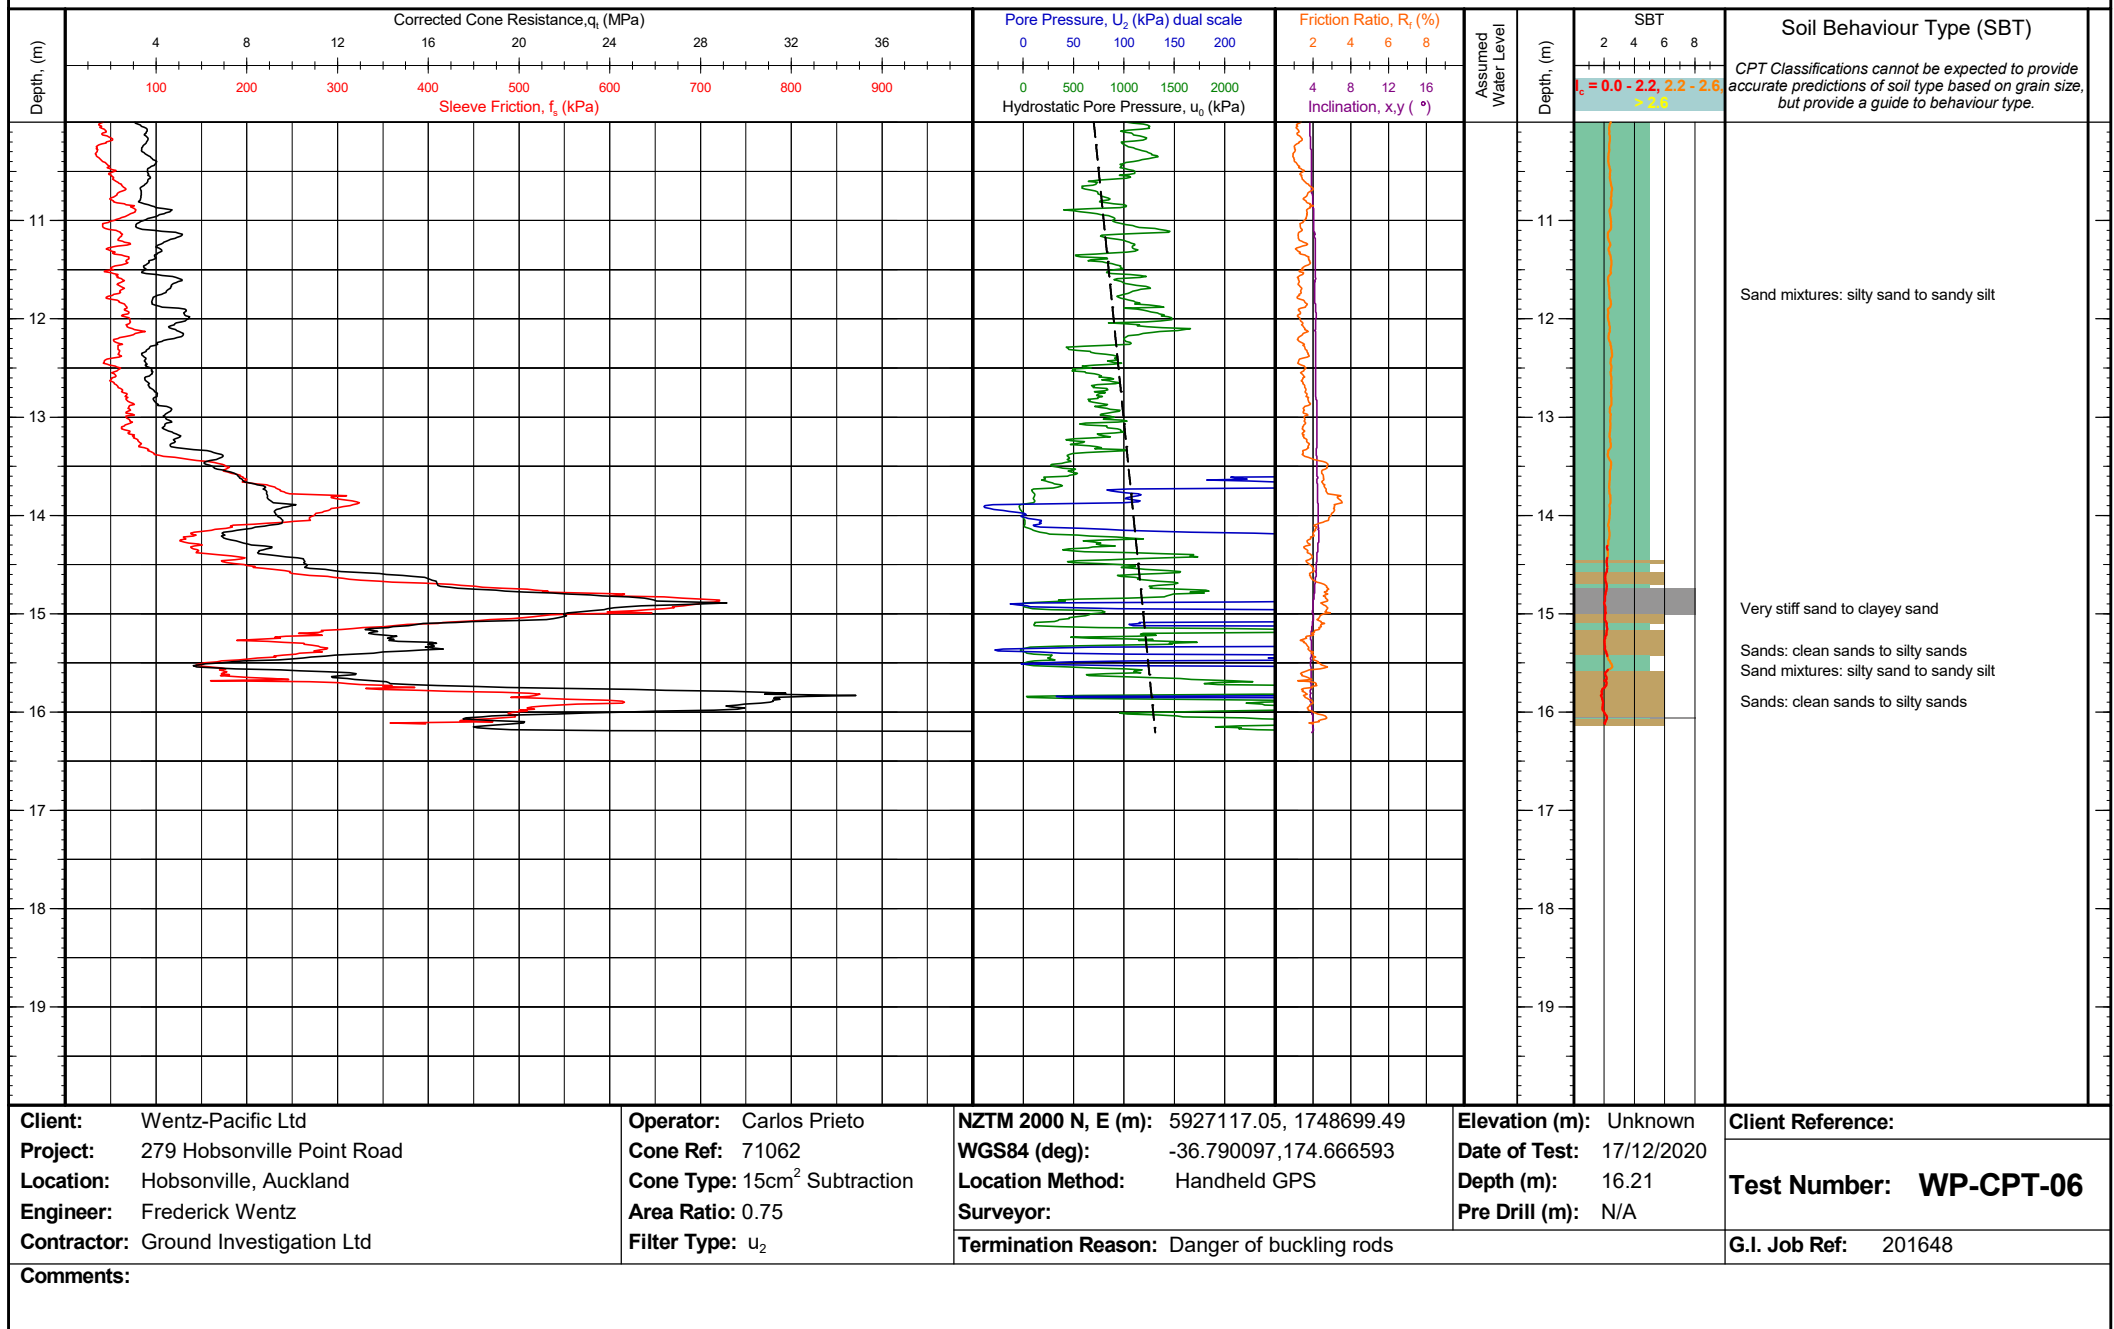 Depth, (m)
Corrected Cone Resistance,qt (MPa)
4 8 12 16 20 24 28 32 36
100 200 300 400 500 600 700 800 900
Sleeve Friction, fs (kPa)
Pore Pressure, U2 (kPa) dual scale
0 50 100 150 200
0 500 1000 1500 2000
Hydrostatic Pore Pressure, u0 (kPa)
Friction Ratio, Rf (%)
2 4 6 8
4 8 12 16
Inclination, x,y ( °)
Assumed
Water Level
Depth, (m)
SBT
2 4 6 8
Ic = 0.0 - 2.2, 2.2 - 2.6,
> 2.6
Soil Behaviour Type (SBT)
CPT Classifications cannot be expected to provide
accurate predictions of soil type based on grain size,
but provide a guide to behaviour type.
11 11
Sand mixtures: silty sand to sandy silt
12 12
13 13
14 14
15 15
Very stiff sand to clayey sand
Sands: clean sands to silty sands
Sand mixtures: silty sand to sandy silt
Sands: clean sands to silty sands
16 16
17 17
18 18
19 19
Client: Wentz-Pacific Ltd
Project: 279 Hobsonville Point Road
Location: Hobsonville, Auckland
Engineer: Frederick Wentz
Contractor: Ground Investigation Ltd
Operator: Carlos Prieto
Cone Ref: 71062
Cone Type: 15cm2 Subtraction
Area Ratio: 0.75
Filter Type: u2
NZTM 2000 N, E (m): 5927117.05, 1748699.49
WGS84 (deg): -36.790097,174.666593
Location Method: Handheld GPS
Surveyor:
Termination Reason: Danger of buckling rods
Elevation (m): Unknown
Date of Test: 17/12/2020
Depth (m): 16.21
Pre Drill (m): N/A
Client Reference:
Test Number: WP-CPT-06
G.I. Job Ref: 201648
Comments: